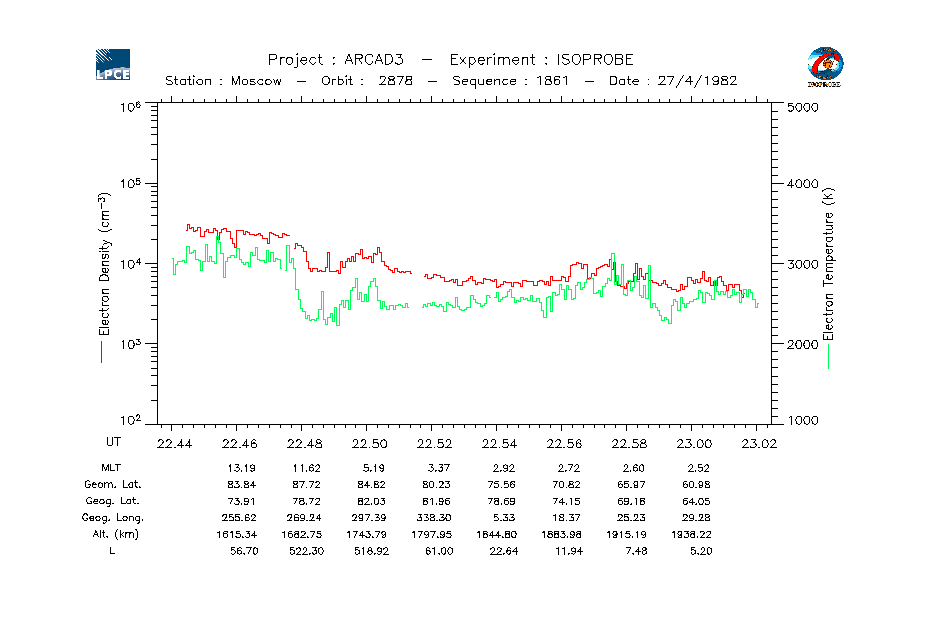 LPCE
Project : ARCAD3 – Experiment : ISOPROBE
Station : Moscow – Orbit : 2878 – Sequence : 1861 – Date : 27/4/1982
ISOPROBE
10⁶ 5000
10⁵ 4000
10⁴ 3000
10³ 2000
10² 1000
Electron Density (cm⁻³)
Electron Temperature (K)
UT 22.44 22.46 22.48 22.50 22.52 22.54 22.56 22.58 23.00 23.02
MLT 13.19 11.62 5.19 3.37 2.92 2.72 2.60 2.52
Geom. Lat. 83.84 87.72 84.82 80.23 75.56 70.82 65.97 60.98
Geog. Lat. 73.91 78.72 82.03 81.96 78.69 74.15 69.18 64.05
Geog. Long. 255.62 269.24 297.39 338.30 5.33 18.37 25.23 29.28
Alt. (km) 1615.34 1682.75 1743.79 1797.95 1844.80 1883.98 1915.19 1938.22
L 56.70 522.30 518.92 61.00 22.64 11.94 7.48 5.20